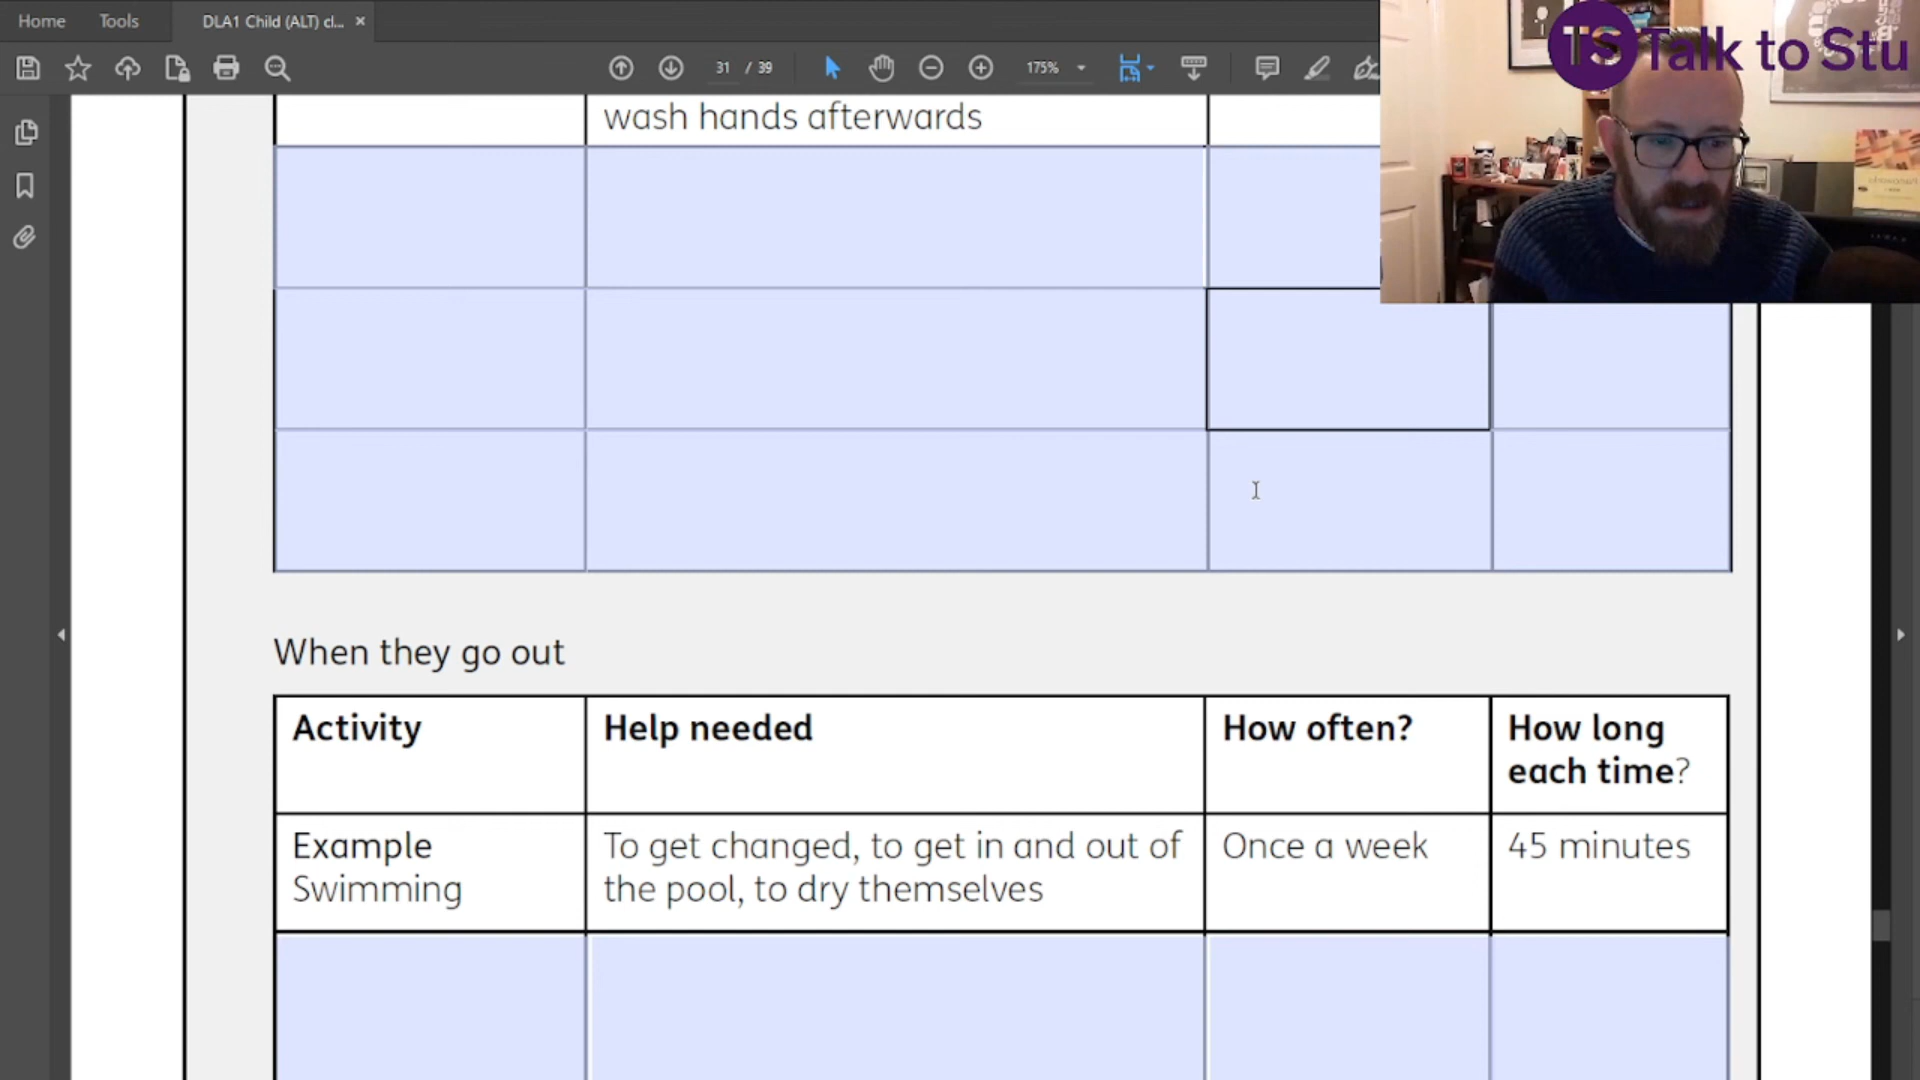 Home Tools DLA1 Child (ALT) cl...
31 / 39 175%
TS Talk to Stu
wash hands afterwards
When they go out
Activity Help needed How often? How long
each time?
Example To get changed, to get in and out of Once a week 45 minutes
Swimming the pool, to dry themselves